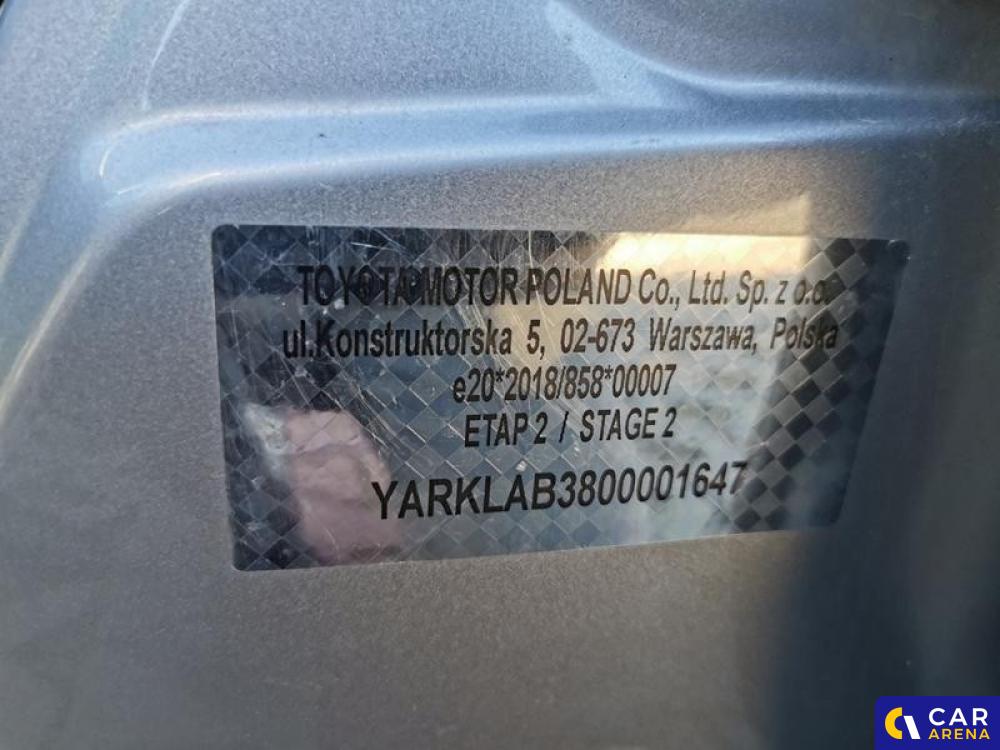 TOYOTA MOTOR POLAND Co., Ltd. Sp. z o.o.
ul.Konstruktorska 5, 02-673 Warszawa, Polska
e20*2018/858*00007
ETAP 2 / STAGE 2
YARKLAB3800001647
CAR
ARENA